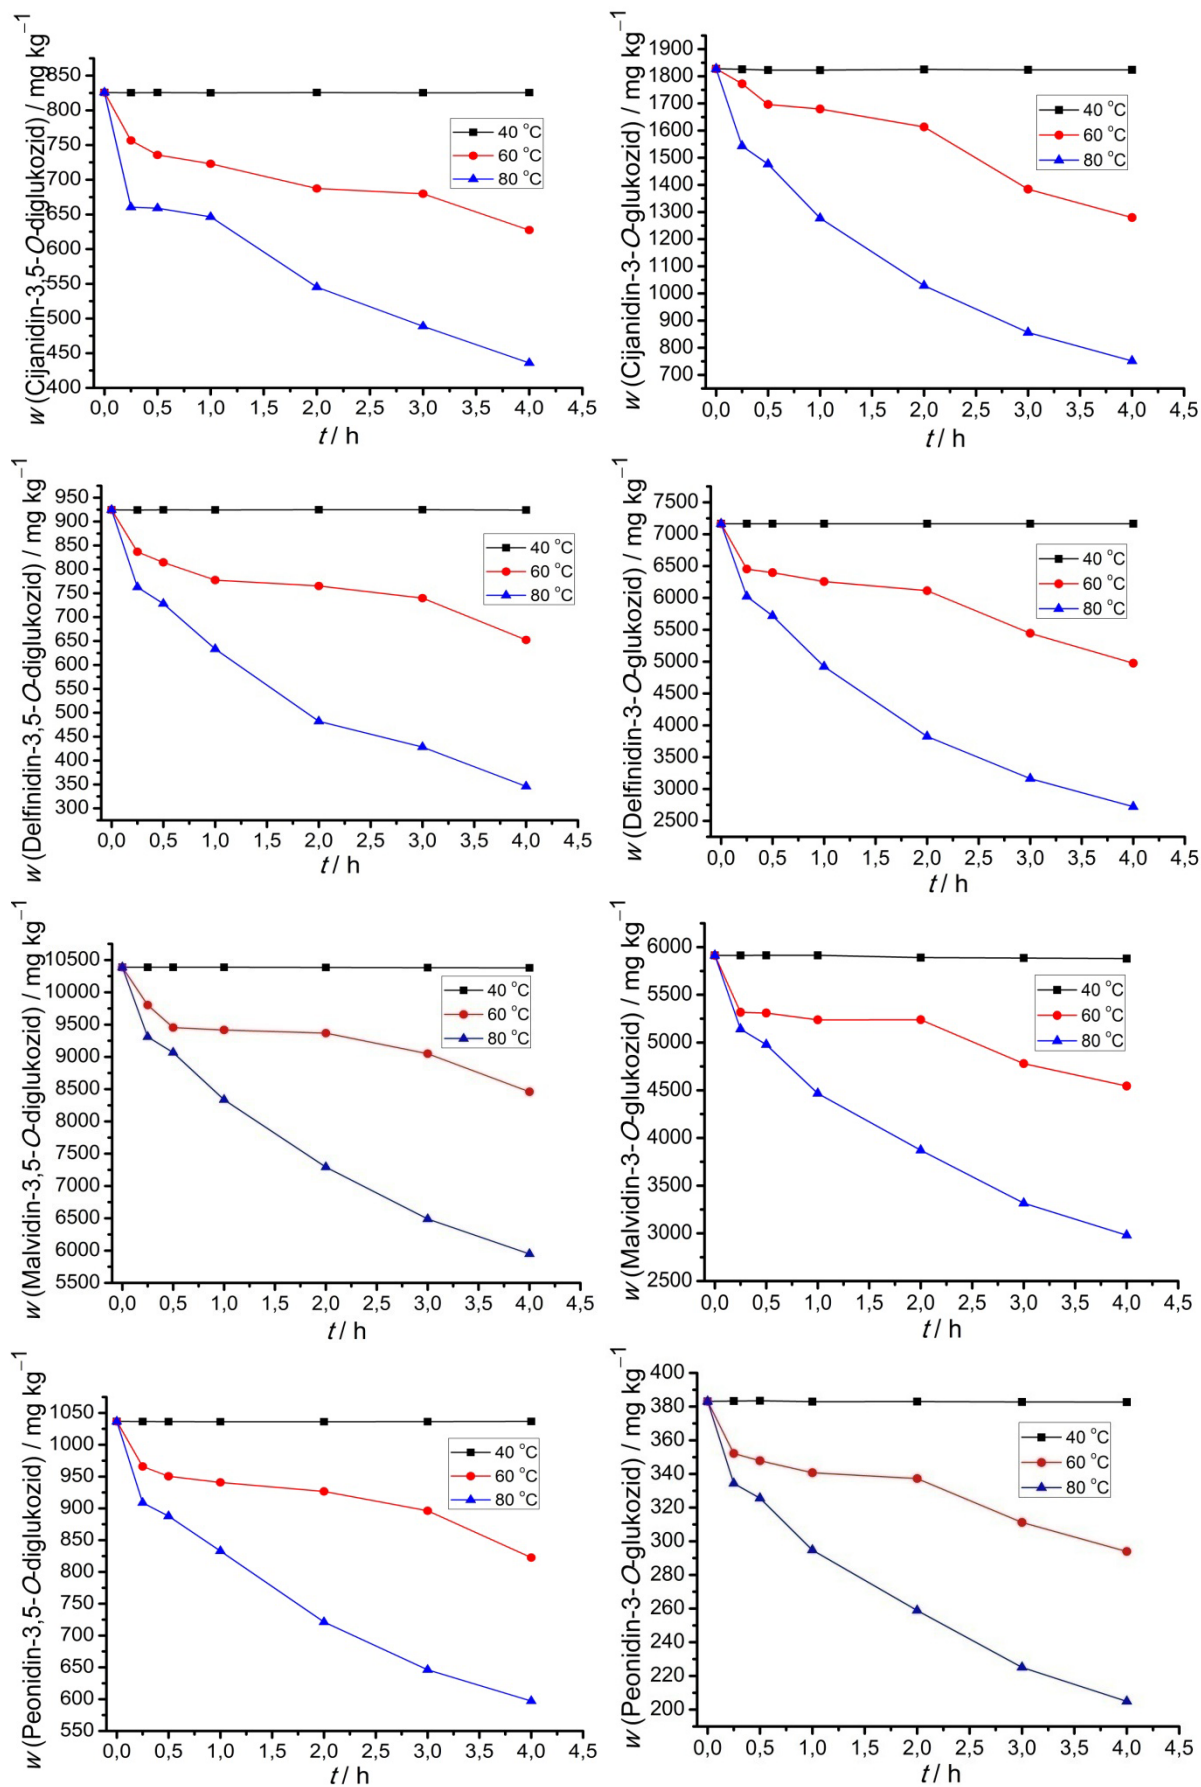 w (Cijanidin-3,5-O-diglukozid) / mg kg⁻¹
850
800
750
700
650
600
550
500
450
400
0,0 0,5 1,0 1,5 2,0 2,5 3,0 3,5 4,0 4,5
t / h
40 °C
60 °C
80 °C
w (Cijanidin-3-O-glukozid) / mg kg⁻¹
1900
1800
1700
1600
1500
1400
1300
1200
1100
1000
900
800
700
0,0 0,5 1,0 1,5 2,0 2,5 3,0 3,5 4,0 4,5
t / h
40 °C
60 °C
80 °C
w (Delfinidin-3,5-O-diglukozid) / mg kg⁻¹
950
900
850
800
750
700
650
600
550
500
450
400
350
300
0,0 0,5 1,0 1,5 2,0 2,5 3,0 3,5 4,0 4,5
t / h
40 °C
60 °C
80 °C
w (Delfinidin-3-O-glukozid) / mg kg⁻¹
7500
7000
6500
6000
5500
5000
4500
4000
3500
3000
2500
0,0 0,5 1,0 1,5 2,0 2,5 3,0 3,5 4,0 4,5
t / h
40 °C
60 °C
80 °C
w (Malvidin-3,5-O-diglukozid) / mg kg⁻¹
10500
10000
9500
9000
8500
8000
7500
7000
6500
6000
5500
0,0 0,5 1,0 1,5 2,0 2,5 3,0 3,5 4,0 4,5
t / h
40 °C
60 °C
80 °C
w (Malvidin-3-O-glukozid) / mg kg⁻¹
6000
5500
5000
4500
4000
3500
3000
2500
0,0 0,5 1,0 1,5 2,0 2,5 3,0 3,5 4,0 4,5
t / h
40 °C
60 °C
80 °C
w (Peonidin-3,5-O-diglukozid) / mg kg⁻¹
1050
1000
950
900
850
800
750
700
650
600
550
0,0 0,5 1,0 1,5 2,0 2,5 3,0 3,5 4,0 4,5
t / h
40 °C
60 °C
80 °C
w (Peonidin-3-O-glukozid) / mg kg⁻¹
400
380
360
340
320
300
280
260
240
220
200
0,0 0,5 1,0 1,5 2,0 2,5 3,0 3,5 4,0 4,5
t / h
40 °C
60 °C
80 °C